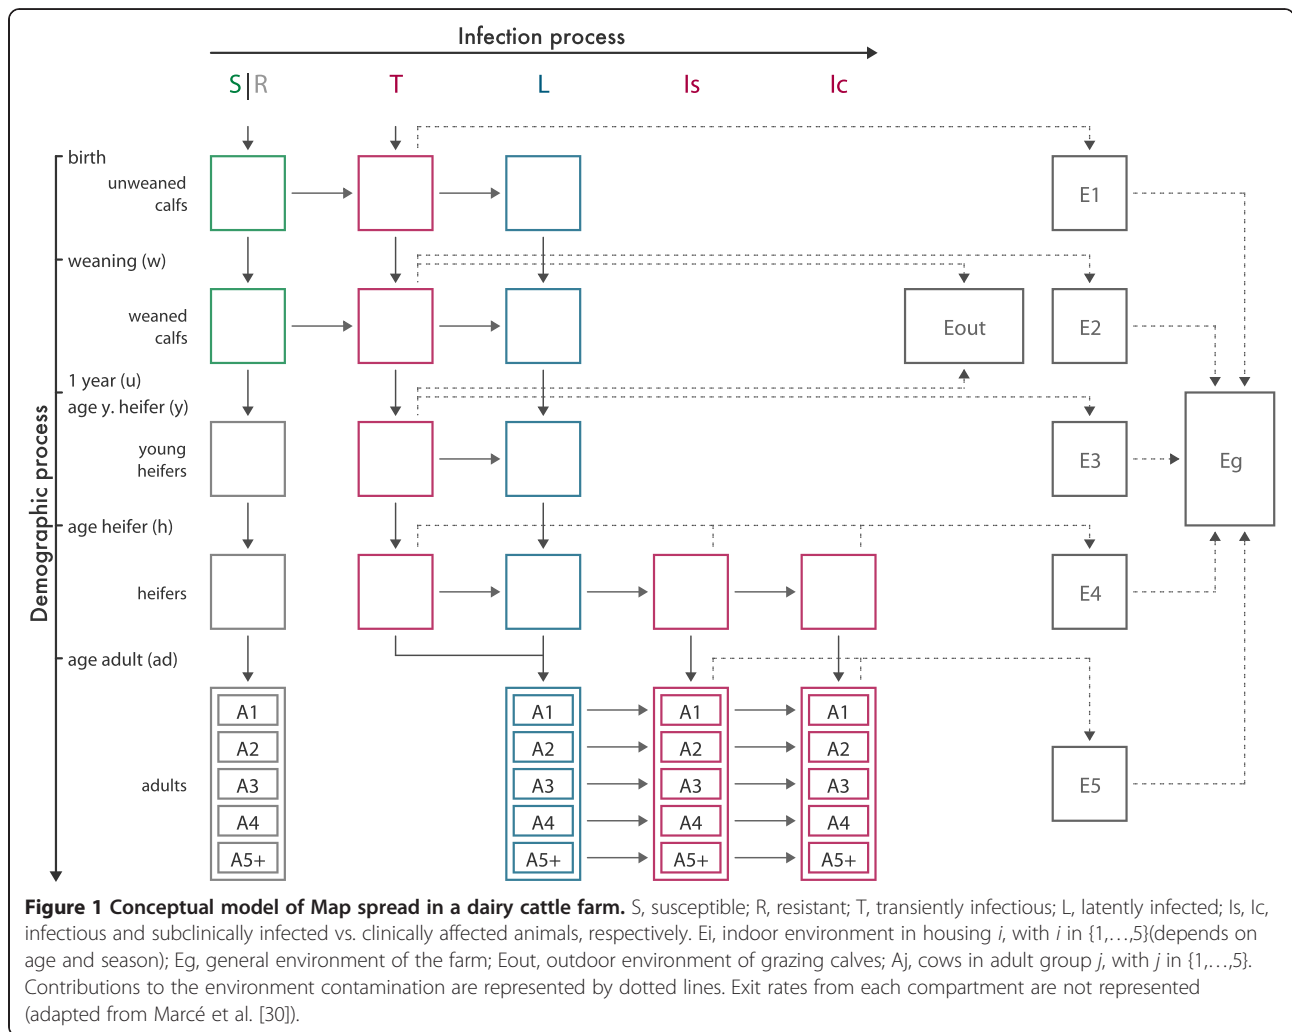 Infection process
S|R T L Is Ic
birth
unweaned
calfs
E1
weaning (w)
weaned
calfs
Eout E2
1 year (u)
age y. heifer (y)
young
heifers
E3 Eg
age heifer (h)
heifers
E4
age adult (ad)
A1 A1 A1 A1
A2 A2 A2 A2
adults
A3 A3 A3 A3
E5
A4 A4 A4 A4
A5+ A5+ A5+ A5+
Demographic process
Figure 1 Conceptual model of Map spread in a dairy cattle farm. S, susceptible; R, resistant; T, transiently infectious; L, latently infected; Is, Ic,
infectious and subclinically infected vs. clinically affected animals, respectively. Ei, indoor environment in housing i, with i in {1,…,5}(depends on
age and season); Eg, general environment of the farm; Eout, outdoor environment of grazing calves; Aj, cows in adult group j, with j in {1,…,5}.
Contributions to the environment contamination are represented by dotted lines. Exit rates from each compartment are not represented
(adapted from Marcé et al. [30]).